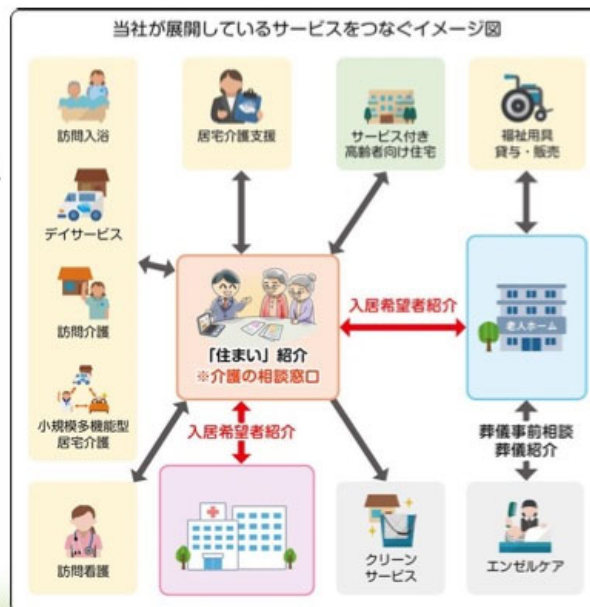 当社が展開しているサービスをつなぐイメージ図
訪問入浴
デイサービス
訪問介護
小規模多機能型
居宅介護
居宅介護支援
サービス付き
高齢者向け住宅
福祉用具
貸与・販売
「住まい」紹介
※介護の相談窓口
入居希望者紹介
老人ホーム
入居希望者紹介
葬儀事前相談
葬儀紹介
訪問看護
クリーン
サービス
エンゼルケア